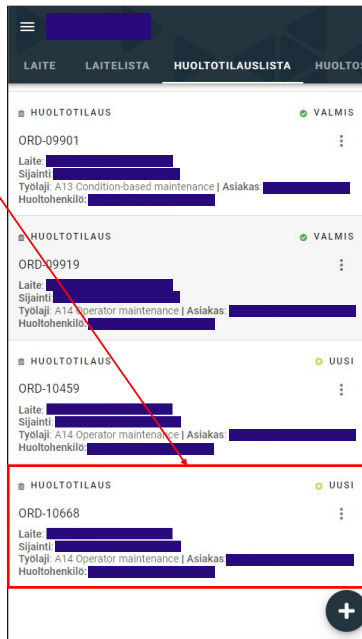 LAITE LAITELISTA HUOLTOTILAUSLISTA HUOLTOS
HUOLTOTILAUS VALMIS
ORD-09901
Laite:
Sijainti:
Työlaji: A13 Condition-based maintenance | Asiakas:
Huoltohenkilö:
HUOLTOTILAUS VALMIS
ORD-09919
Laite:
Sijainti:
Työlaji: A14 Operator maintenance | Asiakas:
Huoltohenkilö:
HUOLTOTILAUS UUSI
ORD-10459
Laite:
Sijainti:
Työlaji: A14 Operator maintenance | Asiakas:
Huoltohenkilö:
HUOLTOTILAUS UUSI
ORD-10668
Laite:
Sijainti:
Työlaji: A14 Operator maintenance | Asiakas:
Huoltohenkilö: